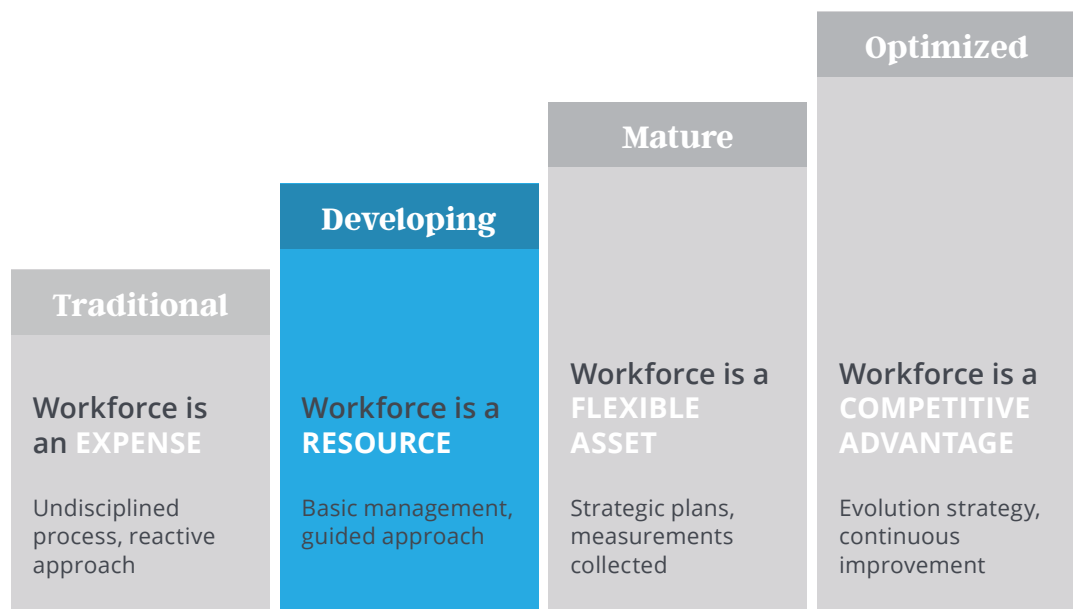 Traditional
Workforce is
an EXPENSE
Undisciplined
process, reactive
approach
Developing
Workforce is a
RESOURCE
Basic management,
guided approach
Mature
Workforce is a
FLEXIBLE
ASSET
Strategic plans,
measurements
collected
Optimized
Workforce is a
COMPETITIVE
ADVANTAGE
Evolution strategy,
continuous
improvement